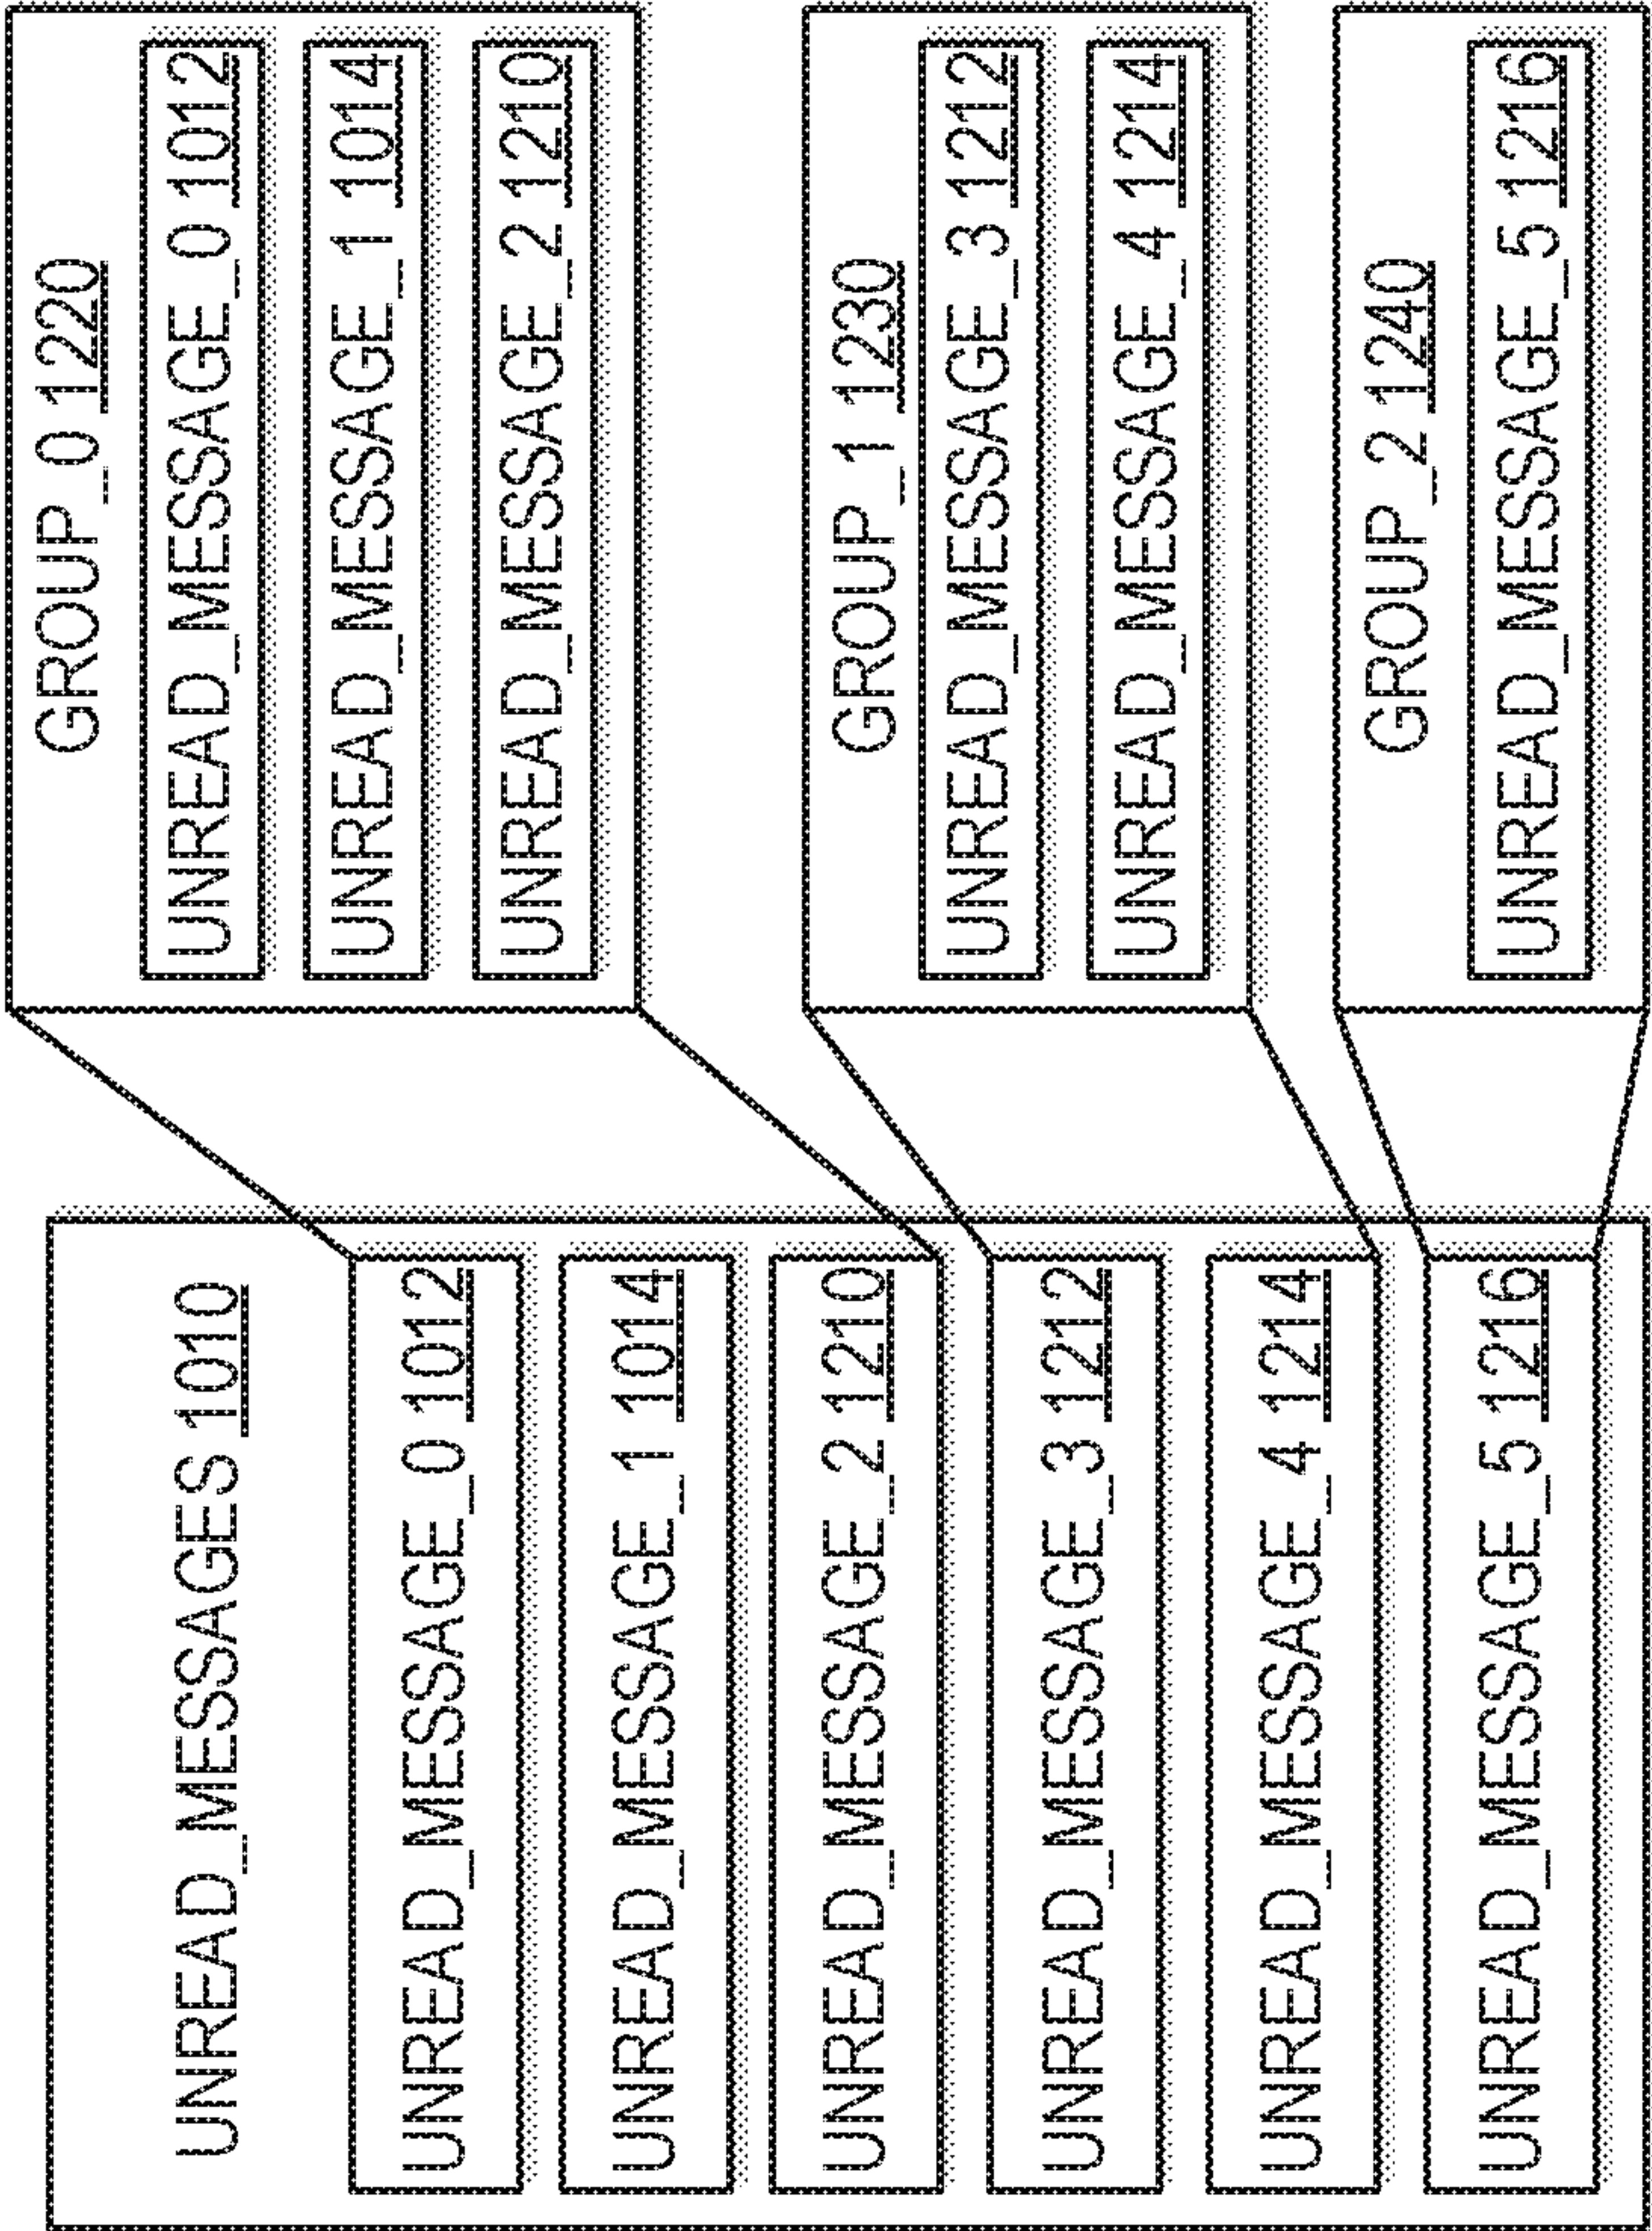 UNREAD_MESSAGES 1010
UNREAD_MESSAGE_0 1012
UNREAD_MESSAGE_1 1014
UNREAD_MESSAGE_2 1210
UNREAD_MESSAGE_3 1212
UNREAD_MESSAGE_4 1214
UNREAD_MESSAGE_5 1216
GROUP_0 1220
UNREAD_MESSAGE_0 1012
UNREAD_MESSAGE_1 1014
UNREAD_MESSAGE_2 1210
GROUP_1 1230
UNREAD_MESSAGE_3 1212
UNREAD_MESSAGE_4 1214
GROUP_2 1240
UNREAD_MESSAGE_5 1216